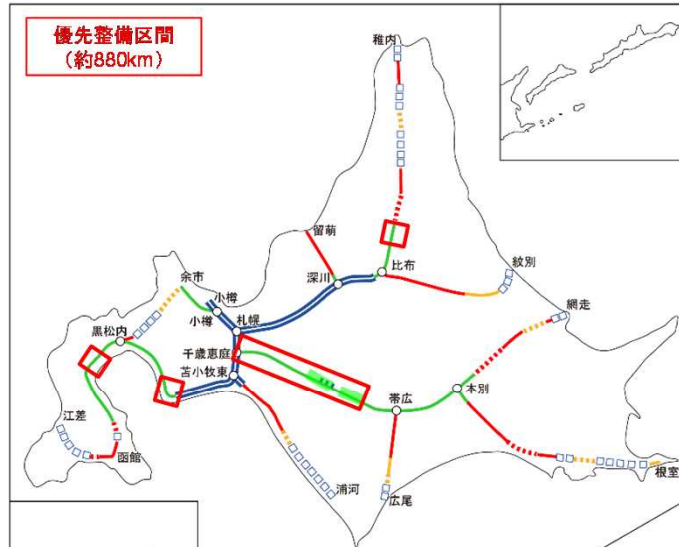 優先整備区間
（約880km）
稚内
留萌
紋別
比布
深川
網走
余市
小樽
小樽
札幌
黒松内
千歳恵庭
苫小牧東
本別
帯広
江差
函館
浦河
広尾
根室